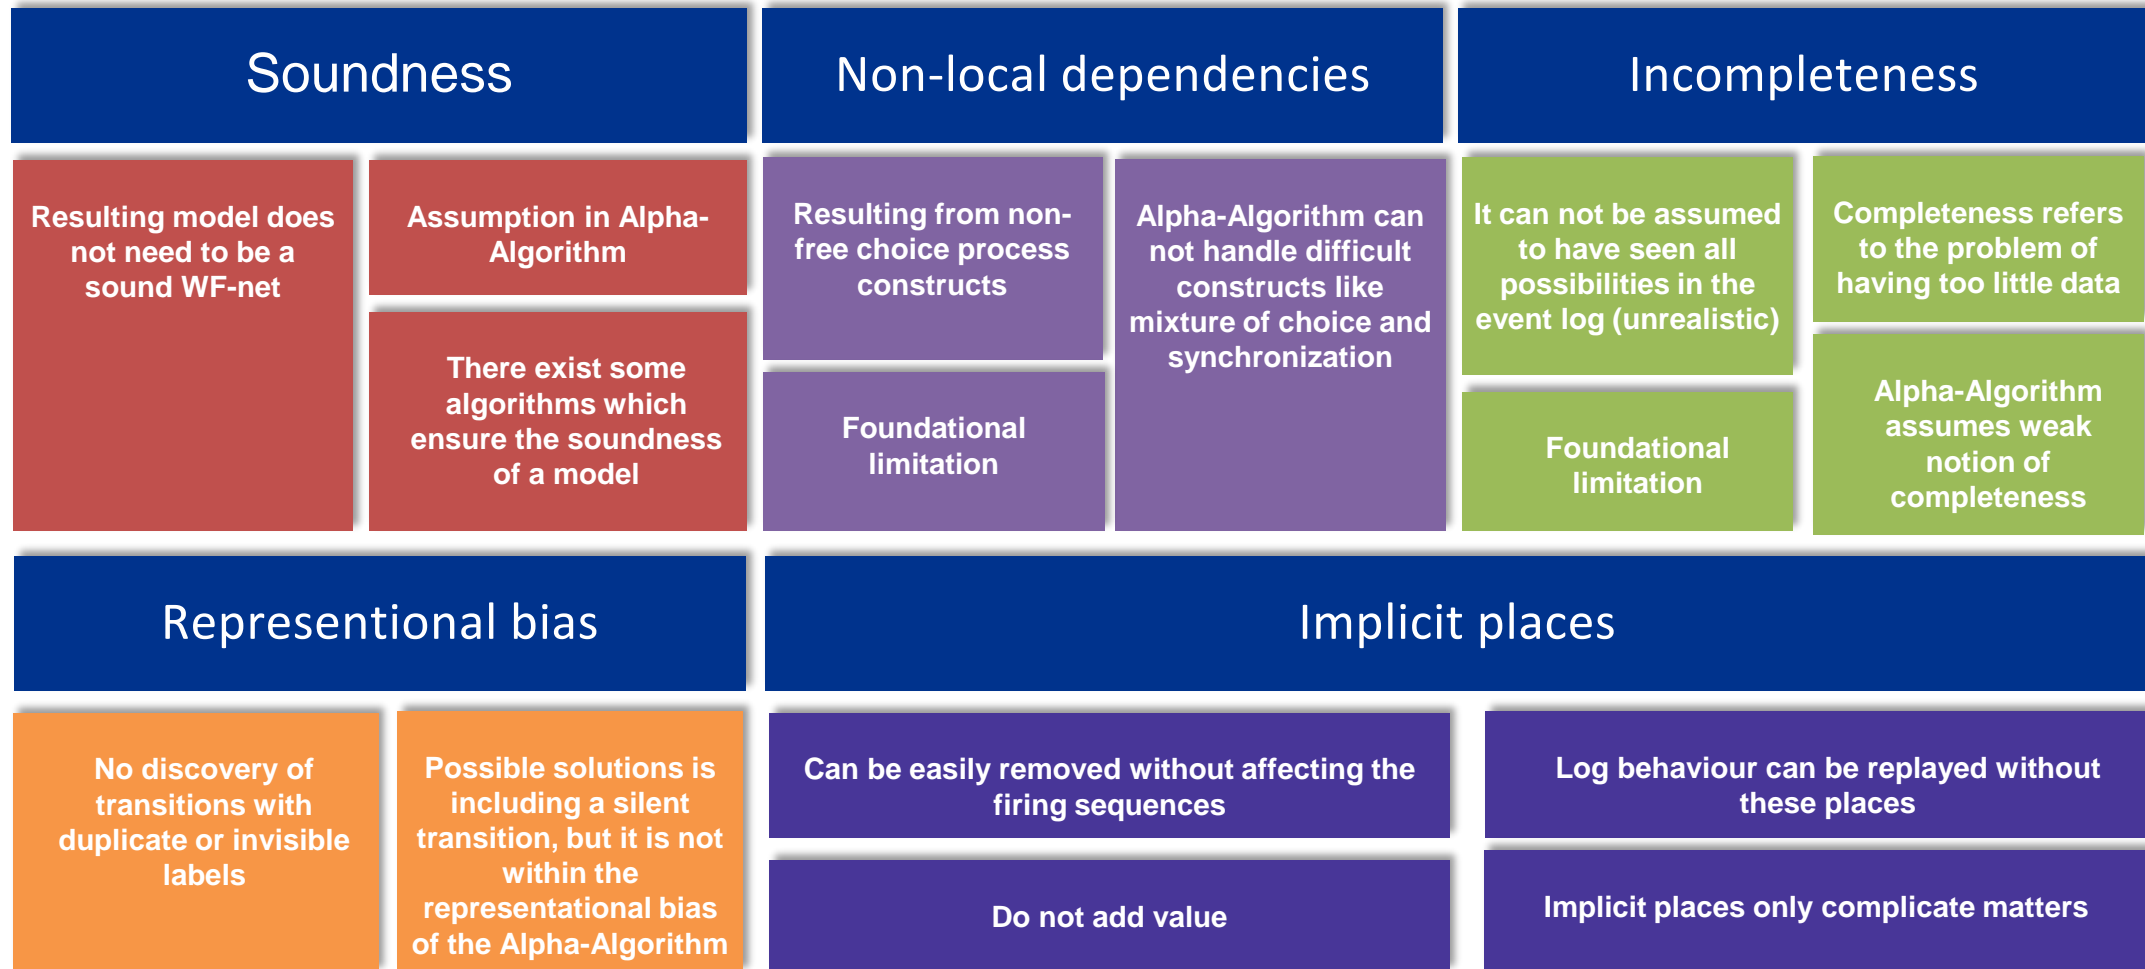 Soundness
Resulting model does
not need to be a
sound WF-net
Assumption in Alpha-
Algorithm
There exist some
algorithms which
ensure the soundness
of a model
Non-local dependencies
Resulting from non-
free choice process
constructs
Foundational
limitation
Alpha-Algorithm can
not handle difficult
constructs like
mixture of choice and
synchronization
Incompleteness
It can not be assumed
to have seen all
possibilities in the
event log (unrealistic)
Foundational
limitation
Completeness refers
to the problem of
having too little data
Alpha-Algorithm
assumes weak
notion of
completeness
Representional bias
No discovery of
transitions with
duplicate or invisible
labels
Possible solutions is
including a silent
transition, but it is not
within the
representational bias
of the Alpha-Algorithm
Implicit places
Can be easily removed without affecting the
firing sequences
Do not add value
Log behaviour can be replayed without
these places
Implicit places only complicate matters